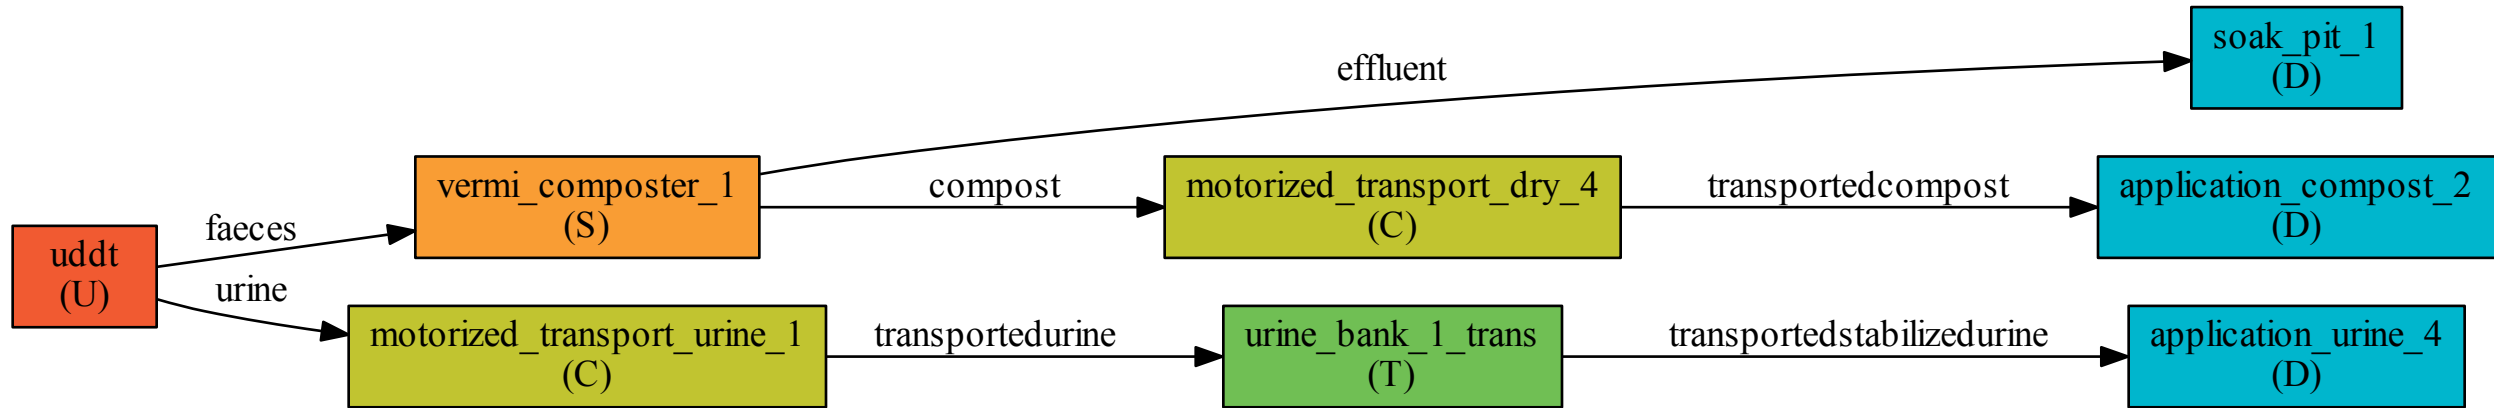 soak_pit_1
(D)
effluent
vermi_composter_1
(S)
compost
motorized_transport_dry_4
(C)
transportedcompost
application_compost_2
(D)
faeces
uddt
(U)
urine
motorized_transport_urine_1
(C)
transportedurine
urine_bank_1_trans
(T)
transportedstabilizedurine
application_urine_4
(D)